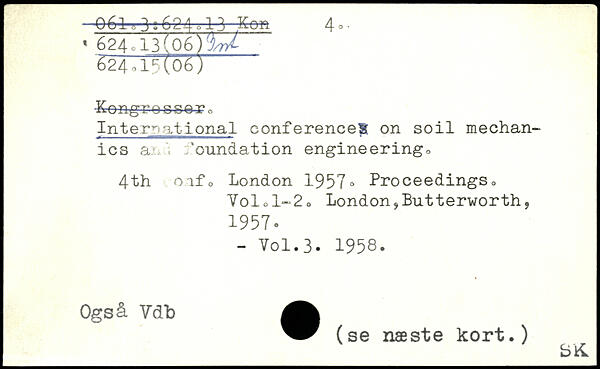 061.3:624.13 Kon 4.
624.13(06) Int
624.15(06)
Kongresser.
International conference on soil mechan-
ics and foundation engineering.
4th conf. London 1957. Proceedings.
Vol.1-2. London,Butterworth,
1957.
- Vol.3. 1958.
Også Vdb
(se næste kort.)
SK